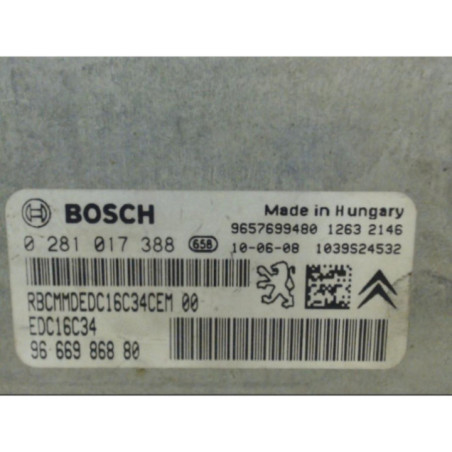 BOSCH
Made in Hungary
9657699480 1263 2146
0 281 017 388 658
10-06-08 1039S24532
RBCMMDEDC16C34CEM 00
EDC16C34
96 669 868 80